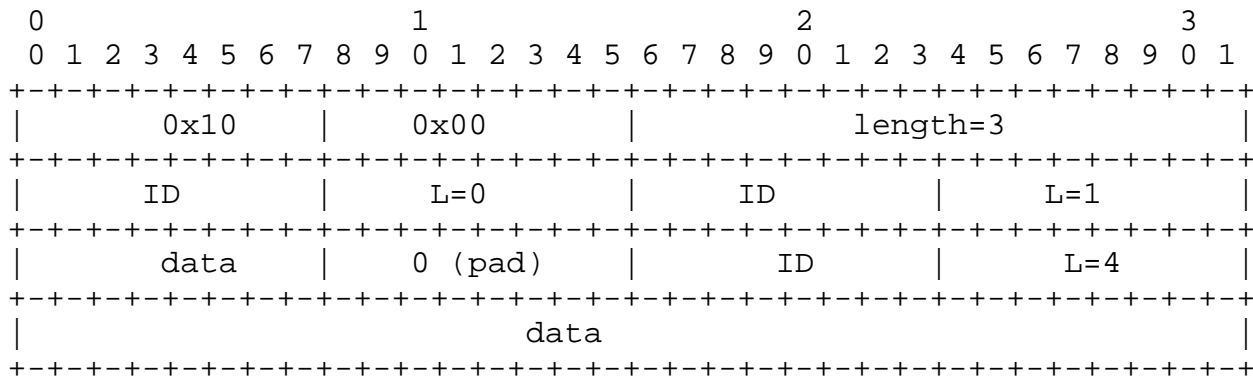 0                   1                   2                   3
 0 1 2 3 4 5 6 7 8 9 0 1 2 3 4 5 6 7 8 9 0 1 2 3 4 5 6 7 8 9 0 1
+-+-+-+-+-+-+-+-+-+-+-+-+-+-+-+-+-+-+-+-+-+-+-+-+-+-+-+-+-+-+-+-+
|       0x10    |    0x00       |           length=3            |
+-+-+-+-+-+-+-+-+-+-+-+-+-+-+-+-+-+-+-+-+-+-+-+-+-+-+-+-+-+-+-+-+
|      ID       |     L=0       |     ID        |     L=1       |
+-+-+-+-+-+-+-+-+-+-+-+-+-+-+-+-+-+-+-+-+-+-+-+-+-+-+-+-+-+-+-+-+
|       data    |    0 (pad)    |       ID      |      L=4      |
+-+-+-+-+-+-+-+-+-+-+-+-+-+-+-+-+-+-+-+-+-+-+-+-+-+-+-+-+-+-+-+-+
|                          data                                 |
+-+-+-+-+-+-+-+-+-+-+-+-+-+-+-+-+-+-+-+-+-+-+-+-+-+-+-+-+-+-+-+-+